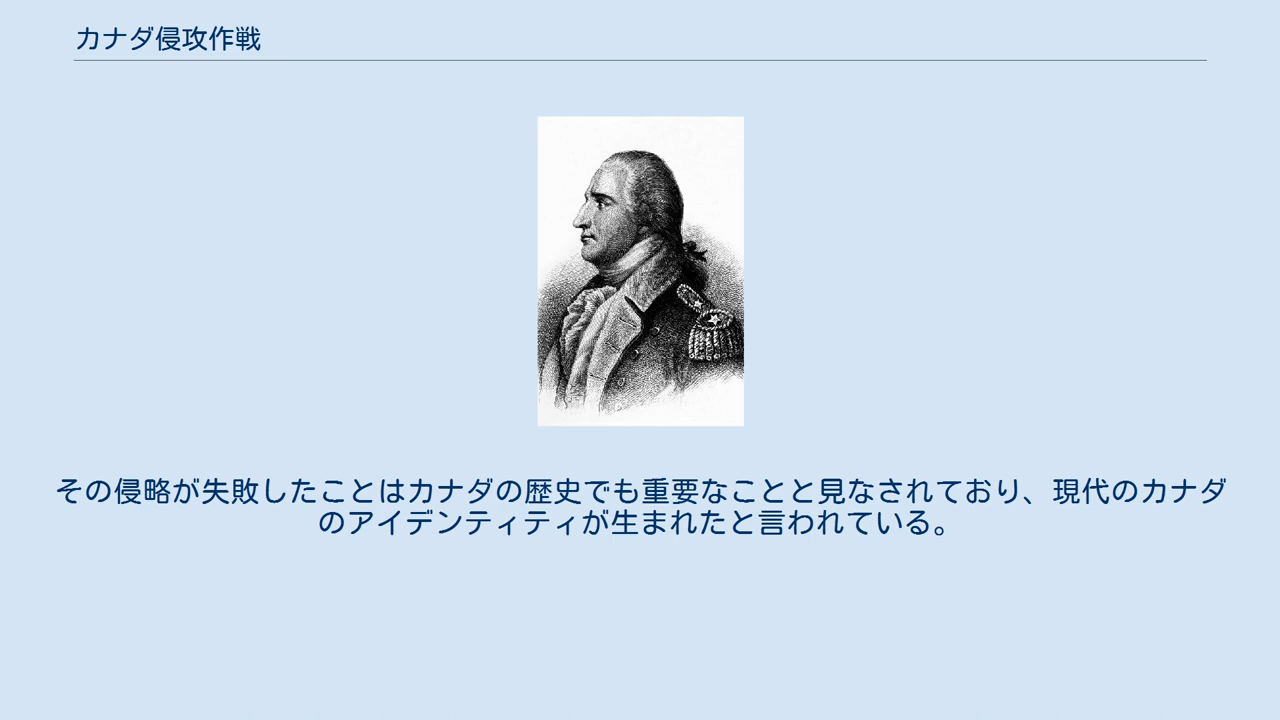 カナダ侵攻作戦
その侵略が失敗したことはカナダの歴史でも重要なことと見なされており、現代のカナダ
のアイデンティティが生まれたと言われている。